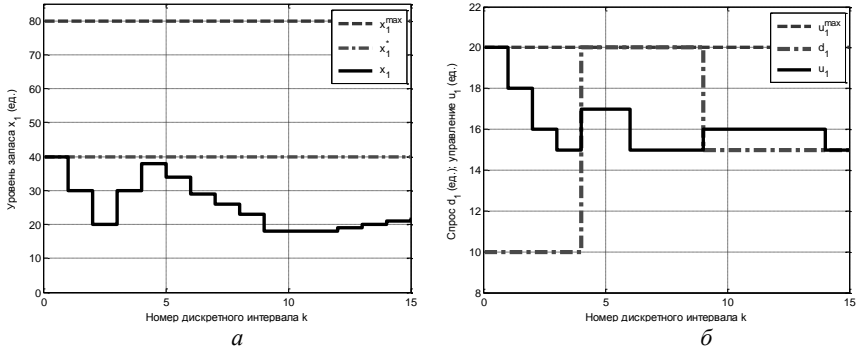 Уровень запаса x₁ (ед.)
80
70
60
50
40
30
20
10
0
0 5 10 15
Номер дискретного интервала k
x₁ᵐᵃˣ
x₁*
x₁
а
Спрос d₁ (ед.); управление u₁ (ед.)
22
20
18
16
14
12
10
8
0 5 10 15
Номер дискретного интервала k
u₁ᵐᵃˣ
d₁
u₁
б